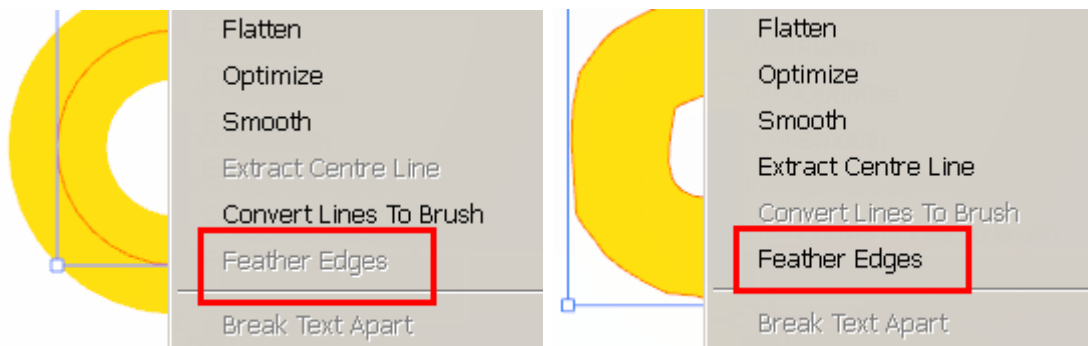 Flatten
Optimize
Smooth
Extract Centre Line
Convert Lines To Brush
Feather Edges
Break Text Apart
Flatten
Optimize
Smooth
Extract Centre Line
Convert Lines To Brush
Feather Edges
Break Text Apart